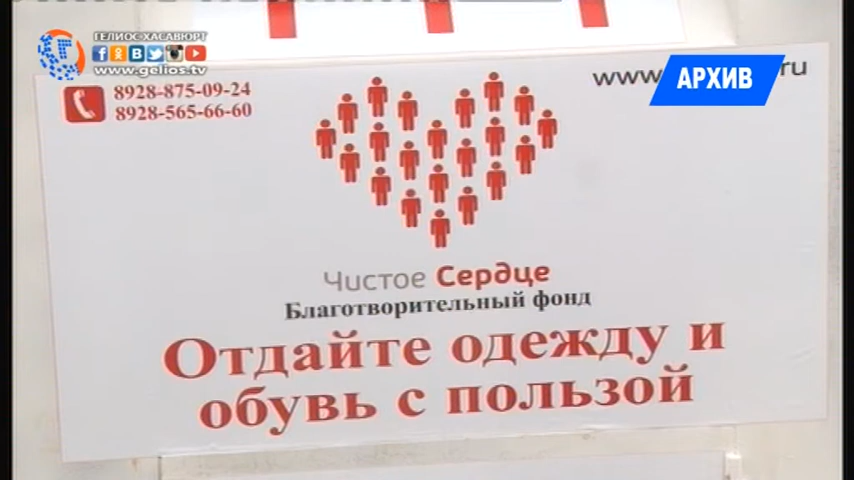 ГЕЛИОС-ХАСАВЮРТ
www.gelios.tv
8928-875-09-24
8928-565-66-60
www.
ru
АРХИВ
Чистое Сердце
Благотворительный фонд
Отдайте одежду и
обувь с пользой